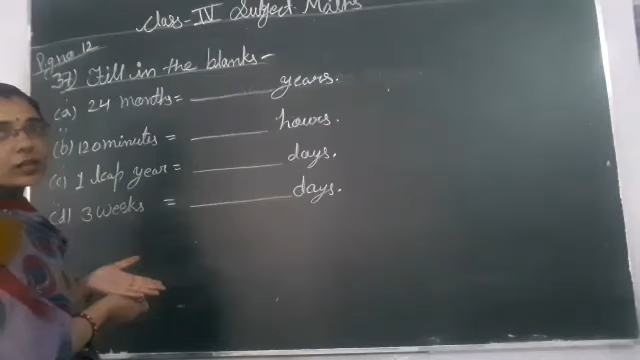 Class-IV Subject Maths
P.g no. 12
37) Fill in the blanks-
(a) 24 months = ________ years.
(b) 120 minutes = ________ hours.
(c) 1 leap year = ________ days.
(d) 3 weeks = ________ days.